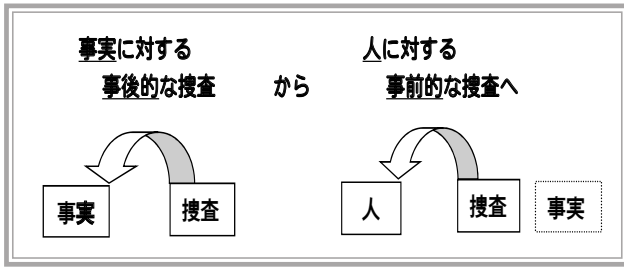 事実に対する
事後的な捜査
から
人に対する
事前的な捜査へ
事実
捜査
人
捜査
事実